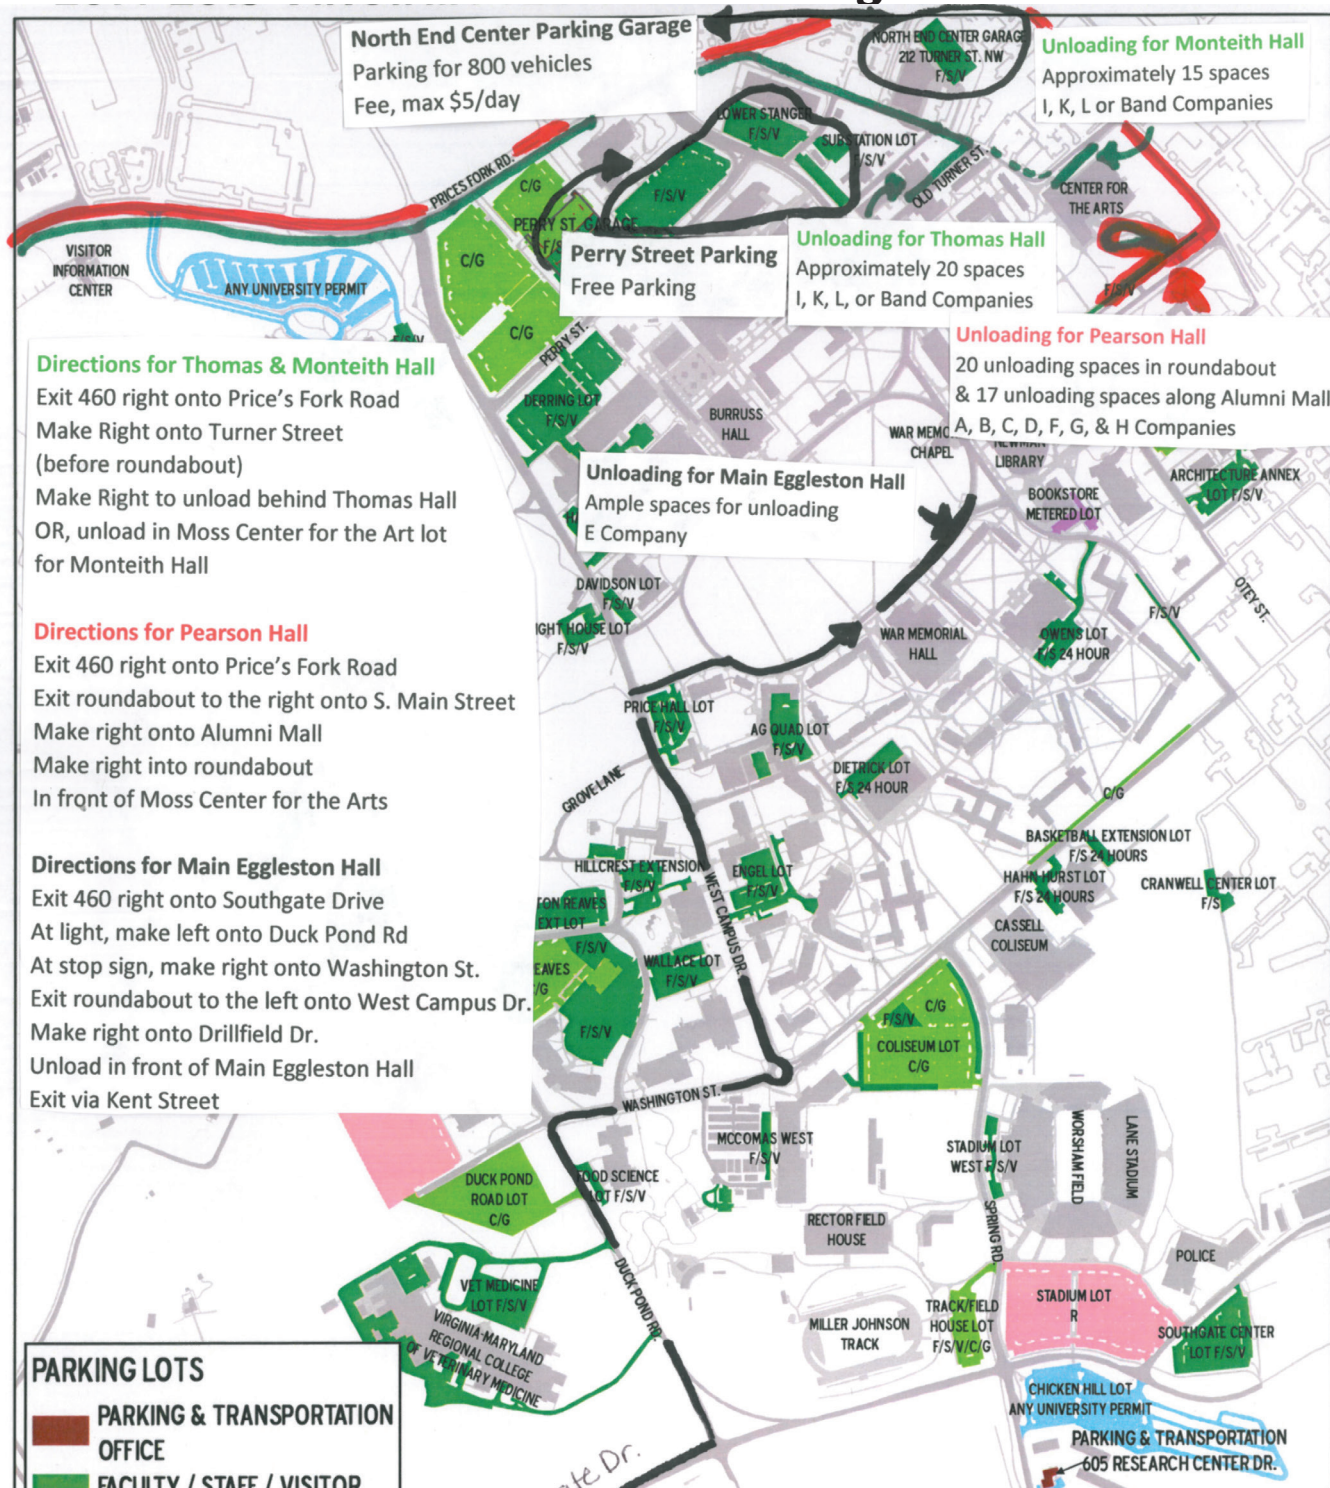 North End Center Parking Garage
Parking for 800 vehicles
Fee, max $5/day
NORTH END CENTER GARAGE
212 TURNER ST. NW
F/S/V
Unloading for Monteith Hall
Approximately 15 spaces
I, K, L or Band Companies
LOWER STANGER
F/S/V
SUBSTATION LOT
F/S/V
PRICES FORK RD.
C/G
F/S/V
OLD TURNER ST.
CENTER FOR
THE ARTS
VISITOR
INFORMATION
CENTER
ANY UNIVERSITY PERMIT
F/S/V
C/G
PERRY ST. GARAGE
Perry Street Parking
Free Parking
Unloading for Thomas Hall
Approximately 20 spaces
I, K, L, or Band Companies
F/S/V
C/G
PERRY ST.
Unloading for Pearson Hall
20 unloading spaces in roundabout
& 17 unloading spaces along Alumni Mall
A, B, C, D, F, G, & H Companies
Directions for Thomas & Monteith Hall
Exit 460 right onto Price's Fork Road
Make Right onto Turner Street
(before roundabout)
Make Right to unload behind Thomas Hall
OR, unload in Moss Center for the Art lot
for Monteith Hall
DERRING LOT
F/S/V
BURRUSS
HALL
WAR MEMO
CHAPEL
NEWMAN
LIBRARY
BOOKSTORE
METERED LOT
ARCHITECTURE ANNEX
LOT F/S/V
Unloading for Main Eggleston Hall
Ample spaces for unloading
E Company
DAVIDSON LOT
F/S/V
IGHT HOUSE LOT
F/S/V
WAR MEMORIAL
HALL
OWENS LOT
F/S 24 HOUR
F/S/V
OTEY ST.
Directions for Pearson Hall
Exit 460 right onto Price's Fork Road
Exit roundabout to the right onto S. Main Street
Make right onto Alumni Mall
Make right into roundabout
In front of Moss Center for the Arts
PRICE HALL LOT
F/S/V
AG QUAD LOT
F/S/V
DIETRICK LOT
F/S 24 HOUR
GROVE LANE
C/G
BASKETBALL EXTENSION LOT
F/S 24 HOURS
HAHN HURST LOT
F/S 24 HOURS
CRANWELL CENTER LOT
F/S
CASSELL
COLISEUM
HILLCREST EXTENSION
F/S/V
ENGEL LOT
F/S/V
WEST CAMPUS DR.
TON REAVES
EXT LOT
F/S/V
EAVES
/G
F/S/V
WALLACE LOT
F/S/V
Directions for Main Eggleston Hall
Exit 460 right onto Southgate Drive
At light, make left onto Duck Pond Rd
At stop sign, make right onto Washington St.
Exit roundabout to the left onto West Campus Dr.
Make right onto Drillfield Dr.
Unload in front of Main Eggleston Hall
Exit via Kent Street
C/G
F/S/V
COLISEUM LOT
C/G
WASHINGTON ST.
MCCOMAS WEST
F/S/V
STADIUM LOT
WEST F/S/V
WORSHAM FIELD
LANE STADIUM
DUCK POND
ROAD LOT
C/G
FOOD SCIENCE
LOT F/S/V
RECTOR FIELD
HOUSE
SPRING RD.
POLICE
DUCK POND RD.
VET MEDICINE
LOT F/S/V
VIRGINIA-MARYLAND
REGIONAL COLLEGE
OF VETERINARY MEDICINE
MILLER JOHNSON
TRACK
TRACK/FIELD
HOUSE LOT
F/S/V/C/G
STADIUM LOT
R
SOUTHGATE CENTER
LOT F/S/V
CHICKEN HILL LOT
ANY UNIVERSITY PERMIT
PARKING & TRANSPORTATION
605 RESEARCH CENTER DR.
ate Dr.
PARKING LOTS
PARKING & TRANSPORTATION
OFFICE
FACULTY / STAFF / VISITOR